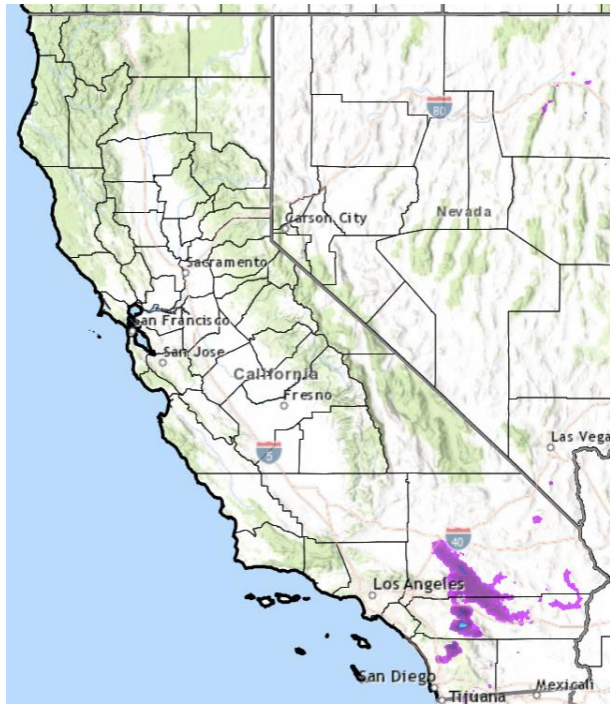 80
Carson City
Nevada
Sacramento
San Francisco
San Jose
California
Fresno
5
Las Vega
40
Los Angeles
San Diego
Mexicali
Tijuana